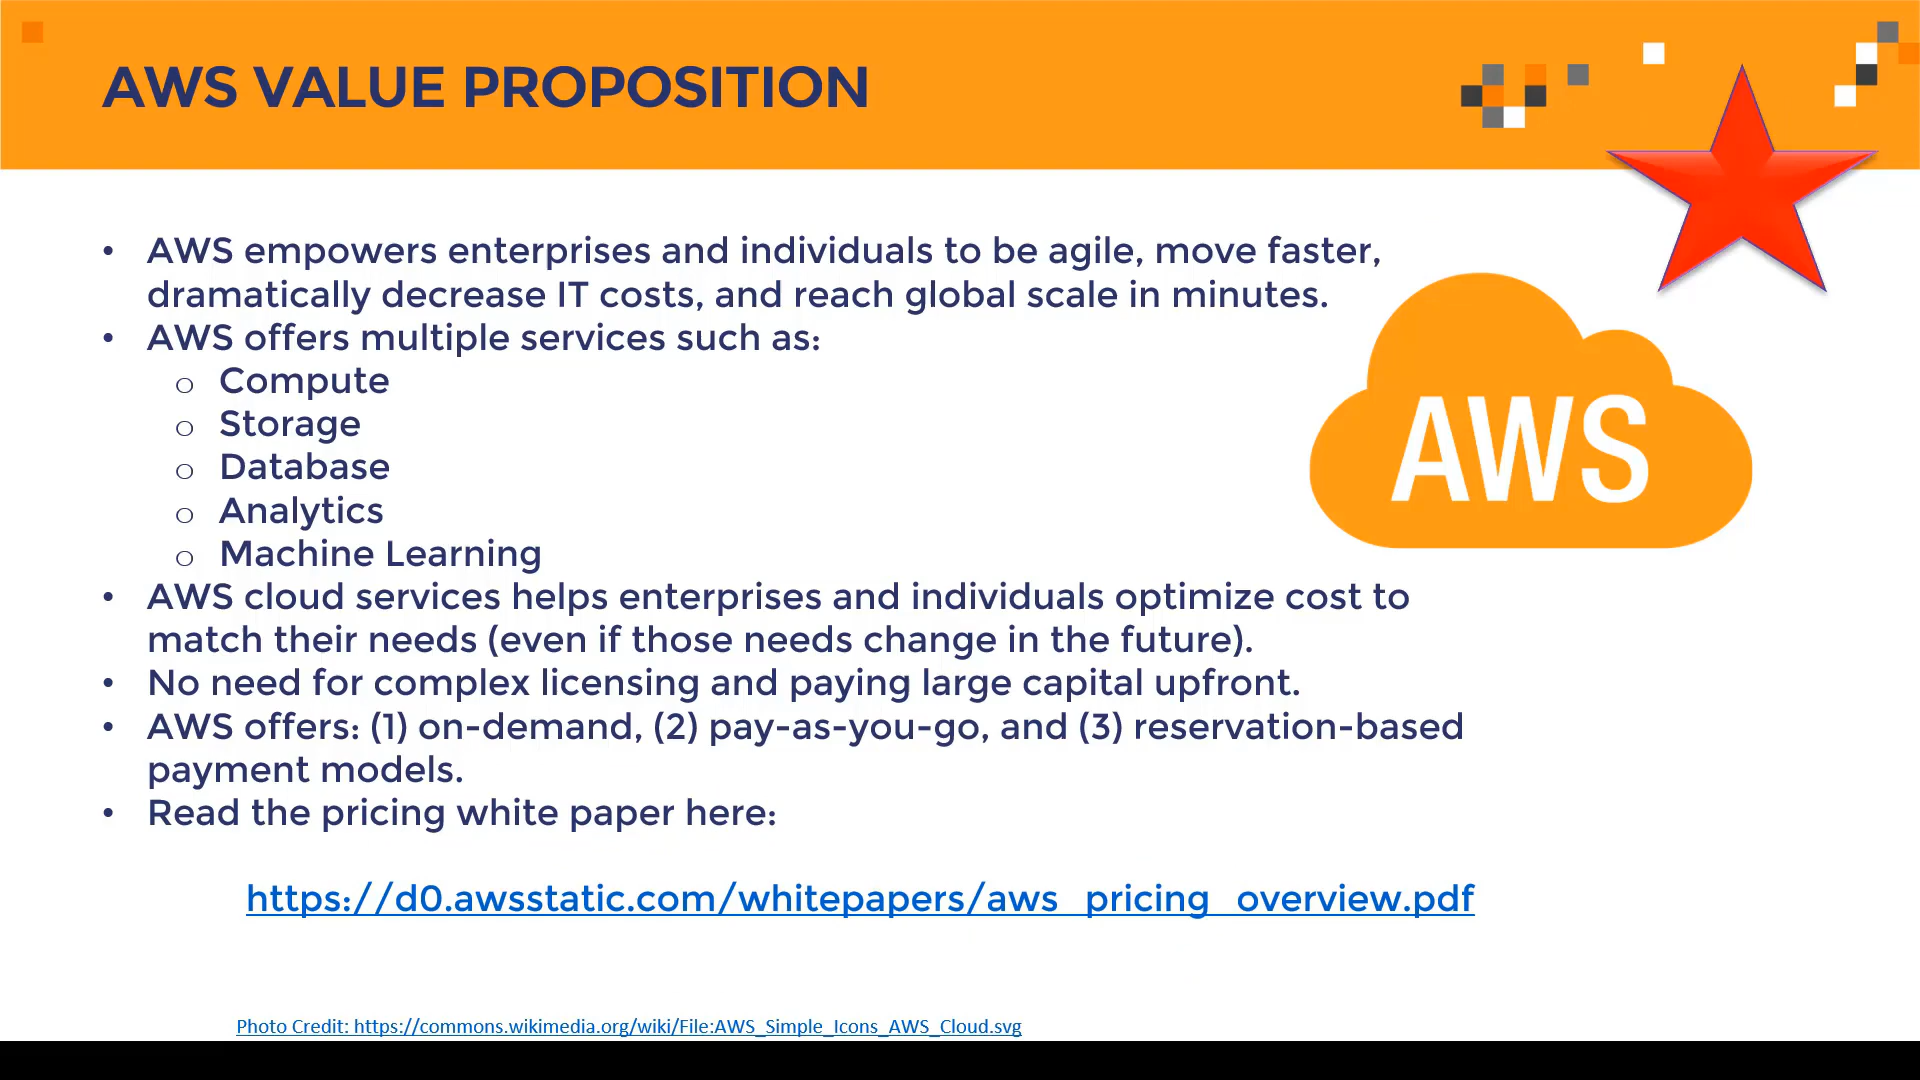 AWS VALUE PROPOSITION
• AWS empowers enterprises and individuals to be agile, move faster,
dramatically decrease IT costs, and reach global scale in minutes.
• AWS offers multiple services such as:
o Compute
o Storage
o Database
o Analytics
o Machine Learning
AWS
• AWS cloud services helps enterprises and individuals optimize cost to
match their needs (even if those needs change in the future).
• No need for complex licensing and paying large capital upfront.
• AWS offers: (1) on-demand, (2) pay-as-you-go, and (3) reservation-based
payment models.
• Read the pricing white paper here:
https://d0.awsstatic.com/whitepapers/aws_pricing_overview.pdf
Photo Credit: https://commons.wikimedia.org/wiki/File:AWS_Simple_Icons_AWS_Cloud.svg